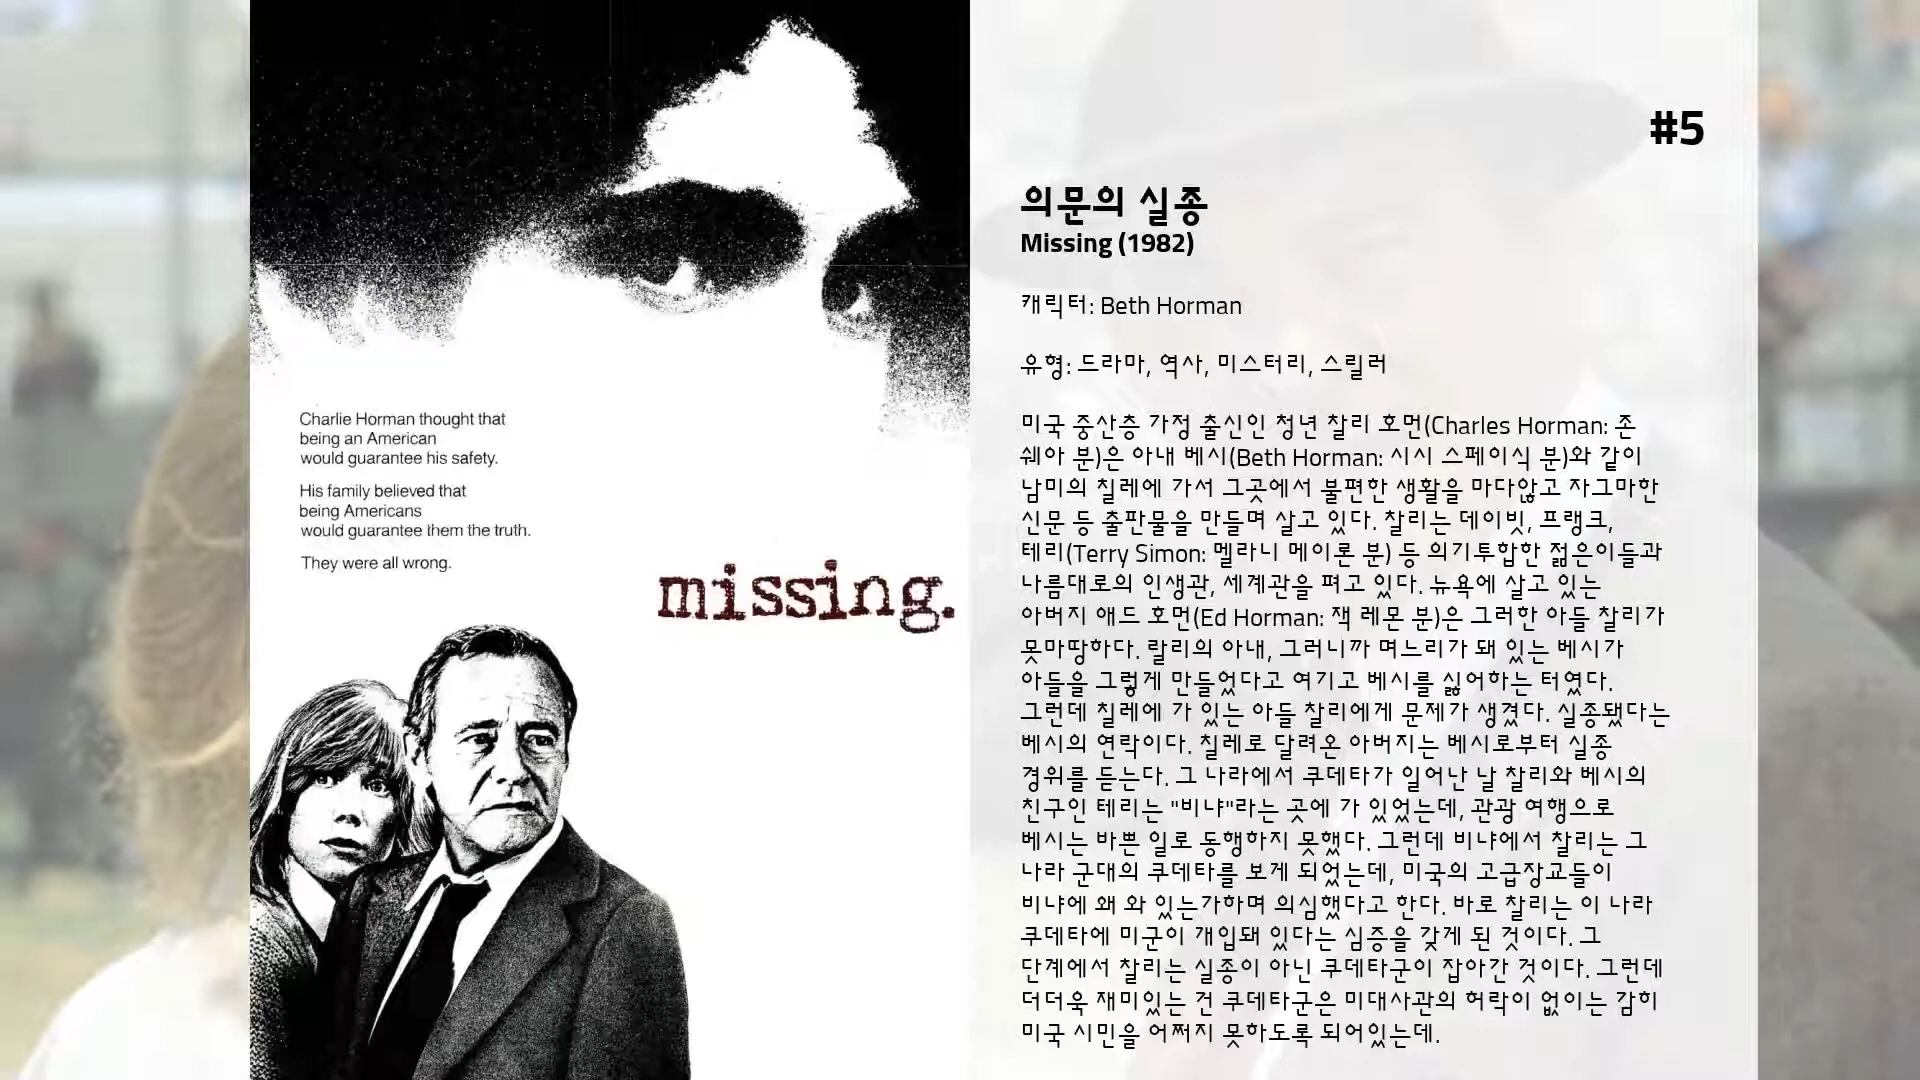 Charlie Horman thought that
being an American
would guarantee his safety.
His family believed that
being Americans
would guarantee them the truth.
They were all wrong.
missing.
#5
의문의 실종
Missing (1982)
캐릭터: Beth Horman
유형: 드라마, 역사, 미스터리, 스릴러
미국 중산층 가정 출신인 청년 찰리 호먼(Charles Horman: 존
쉐아 분)은 아내 베시(Beth Horman: 시시 스페이식 분)와 같이
남미의 칠레에 가서 그곳에서 불편한 생활을 마다않고 자그마한
신문 등 출판물을 만들며 살고 있다. 찰리는 데이빗, 프랭크,
테리(Terry Simon: 멜라니 메이론 분) 등 의기투합한 젊은이들과
나름대로의 인생관, 세계관을 펴고 있다. 뉴욕에 살고 있는
아버지 애드 호먼(Ed Horman: 잭 레몬 분)은 그러한 아들 찰리가
못마땅하다. 랄리의 아내, 그러니까 며느리가 돼 있는 베시가
아들을 그렇게 만들었다고 여기고 베시를 싫어하는 터였다.
그런데 칠레에 가 있는 아들 찰리에게 문제가 생겼다. 실종됐다는
베시의 연락이다. 칠레로 달려온 아버지는 베시로부터 실종
경위를 듣는다. 그 나라에서 쿠데타가 일어난 날 찰리와 베시의
친구인 테리는 "비냐"라는 곳에 가 있었는데, 관광 여행으로
베시는 바쁜 일로 동행하지 못했다. 그런데 비냐에서 찰리는 그
나라 군대의 쿠데타를 보게 되었는데, 미국의 고급장교들이
비냐에 왜 와 있는가하며 의심했다고 한다. 바로 찰리는 이 나라
쿠데타에 미군이 개입돼 있다는 심증을 갖게 된 것이다. 그
단계에서 찰리는 실종이 아닌 쿠데타군이 잡아간 것이다. 그런데
더더욱 재미있는 건 쿠데타군은 미대사관의 허락이 없이는 감히
미국 시민을 어쩌지 못하도록 되어있는데.